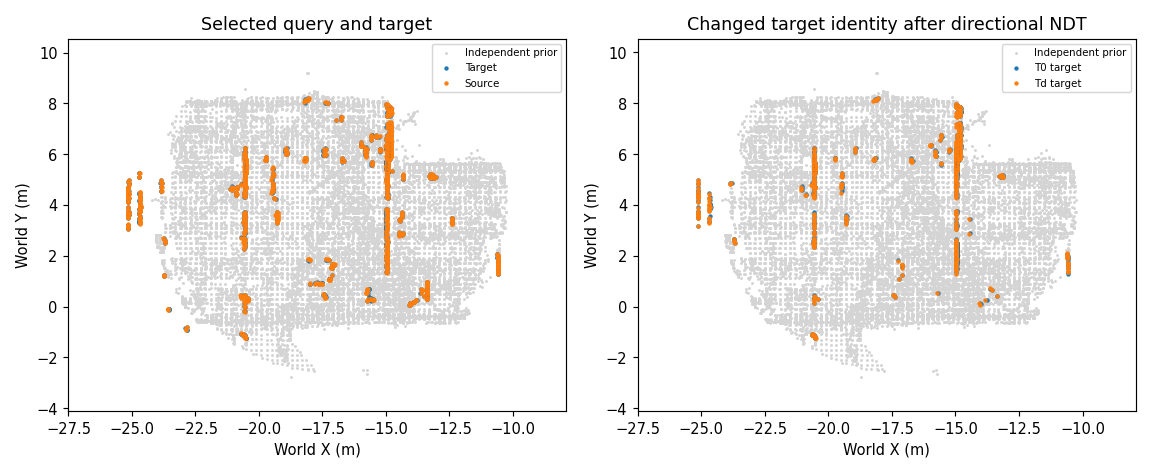 Selected query and target
Independent prior
Target
Source
10
8
6
4
2
0
−2
−4
−27.5
−25.0
−22.5
−20.0
−17.5
−15.0
−12.5
−10.0
World X (m)
World Y (m)
Changed target identity after directional NDT
Independent prior
T0 target
Td target
10
8
6
4
2
0
−2
−4
−27.5
−25.0
−22.5
−20.0
−17.5
−15.0
−12.5
−10.0
World X (m)
World Y (m)